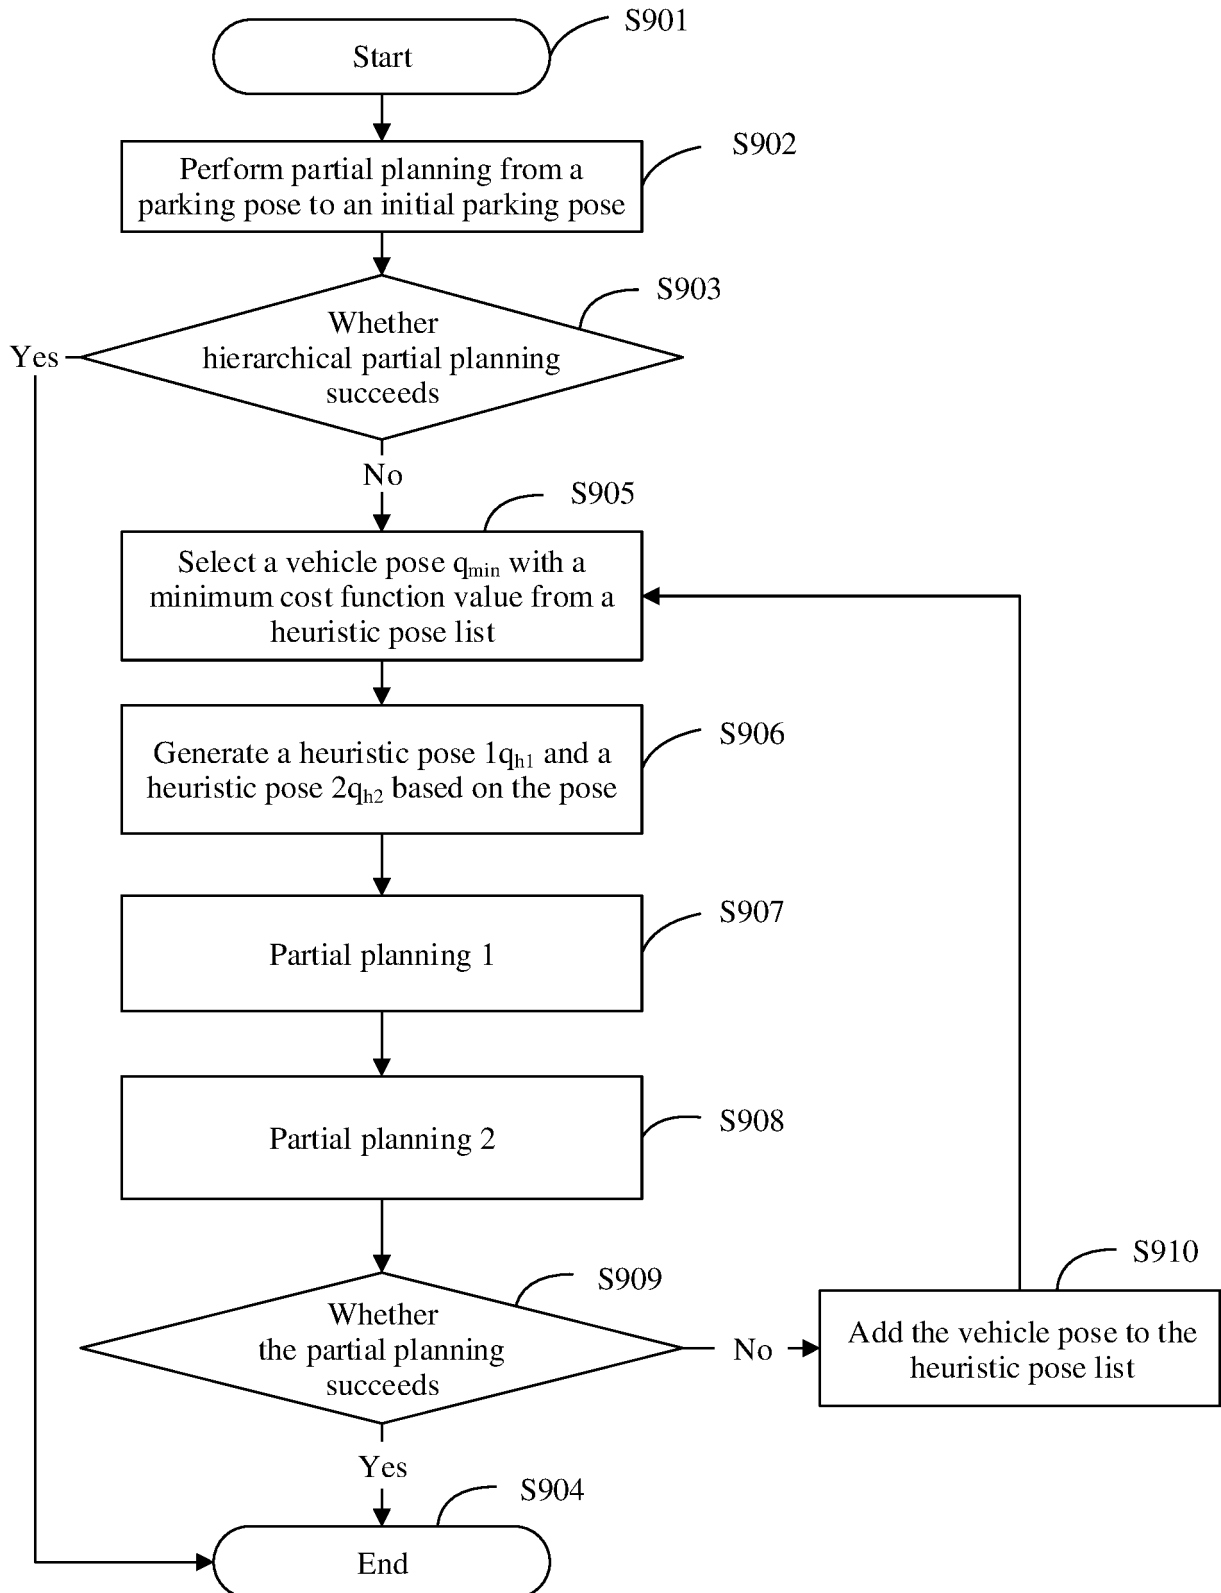 S901
Start
S902
Perform partial planning from a
parking pose to an initial parking pose
S903
Whether
hierarchical partial planning
succeeds
Yes
No
S905
Select a vehicle pose qmin with a
minimum cost function value from a
heuristic pose list
S906
Generate a heuristic pose 1qh1 and a
heuristic pose 2qh2 based on the pose
S907
Partial planning 1
S908
Partial planning 2
S909
Whether
the partial planning
succeeds
No
S910
Add the vehicle pose to the
heuristic pose list
Yes
S904
End